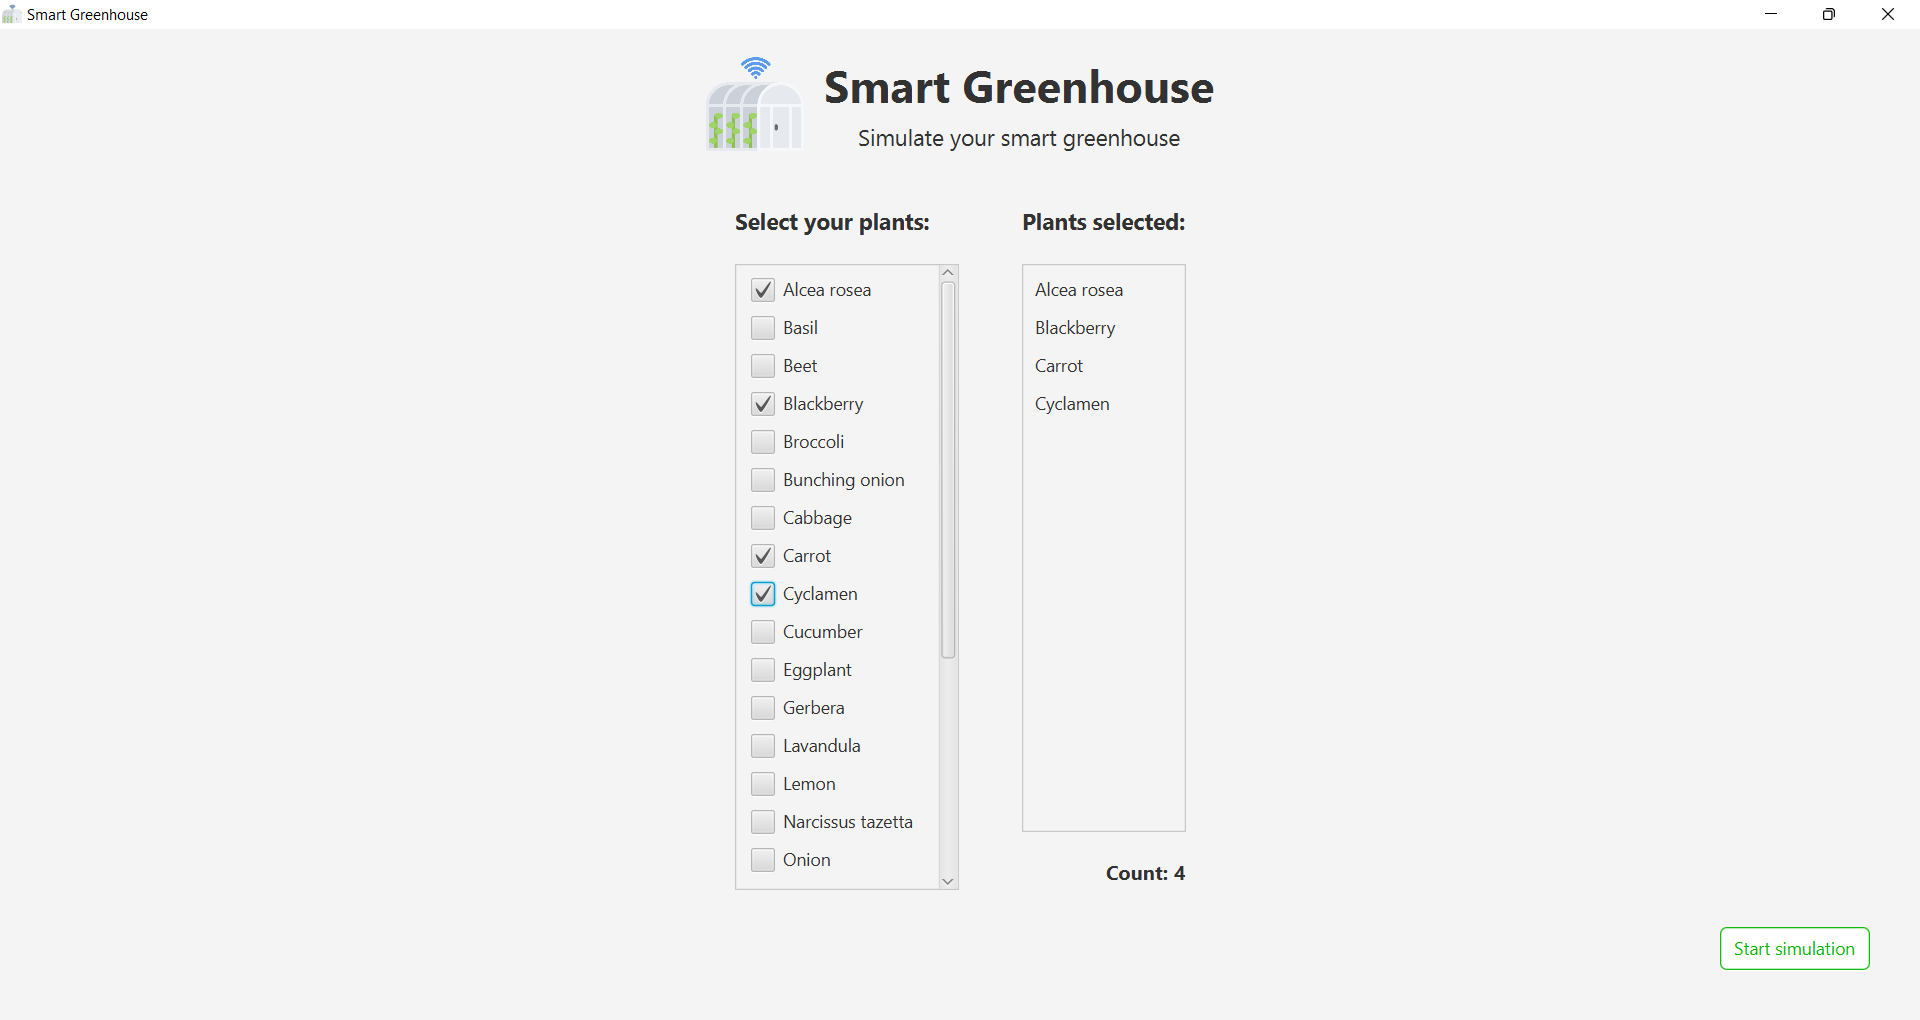 Smart Greenhouse
Smart Greenhouse
Simulate your smart greenhouse
Select your plants:
Alcea rosea
Basil
Beet
Blackberry
Broccoli
Bunching onion
Cabbage
Carrot
Cyclamen
Cucumber
Eggplant
Gerbera
Lavandula
Lemon
Narcissus tazetta
Onion
Plants selected:
Alcea rosea
Blackberry
Carrot
Cyclamen
Count: 4
Start simulation